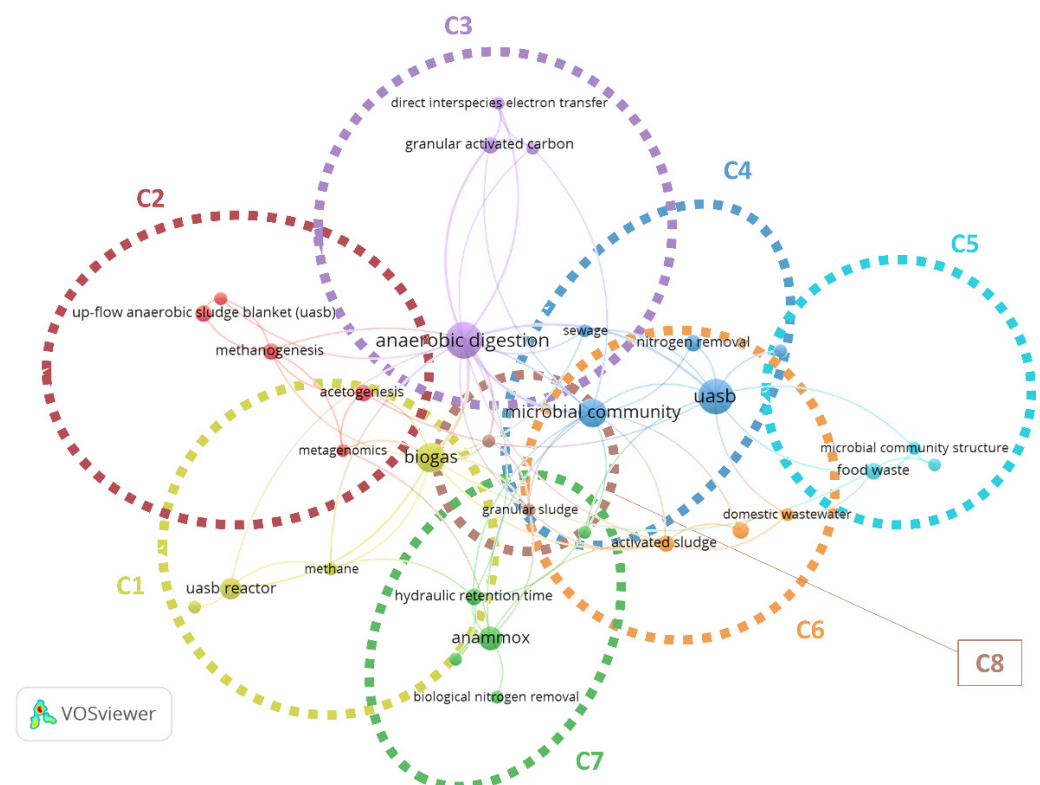 C3
direct interspecies electron transfer
granular activated carbon
C4
C2
C5
up-flow anaerobic sludge blanket (uasb)
sewage
anaerobic digestion
nitrogen removal
methanogenesis
acetogenesis
uasb
microbial community
metagenomics
biogas
microbial community structure
food waste
granular sludge
domestic wastewater
activated sludge
methane
C1
uasb reactor
hydraulic retention time
C6
anammox
C8
biological nitrogen removal
VOSviewer
C7